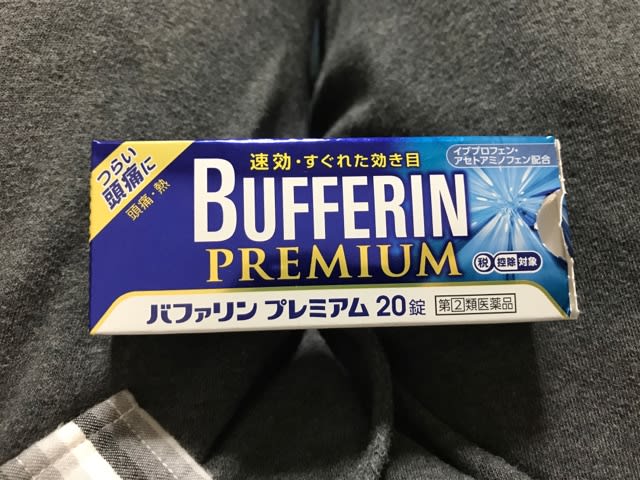 つらい
頭痛に
頭痛・熱
速効・すぐれた効き目
イブプロフェン・
アセトアミノフェン配合
BUFFERIN
PREMIUM
税 控除 対象
バファリン プレミアム 20錠
第②類医薬品